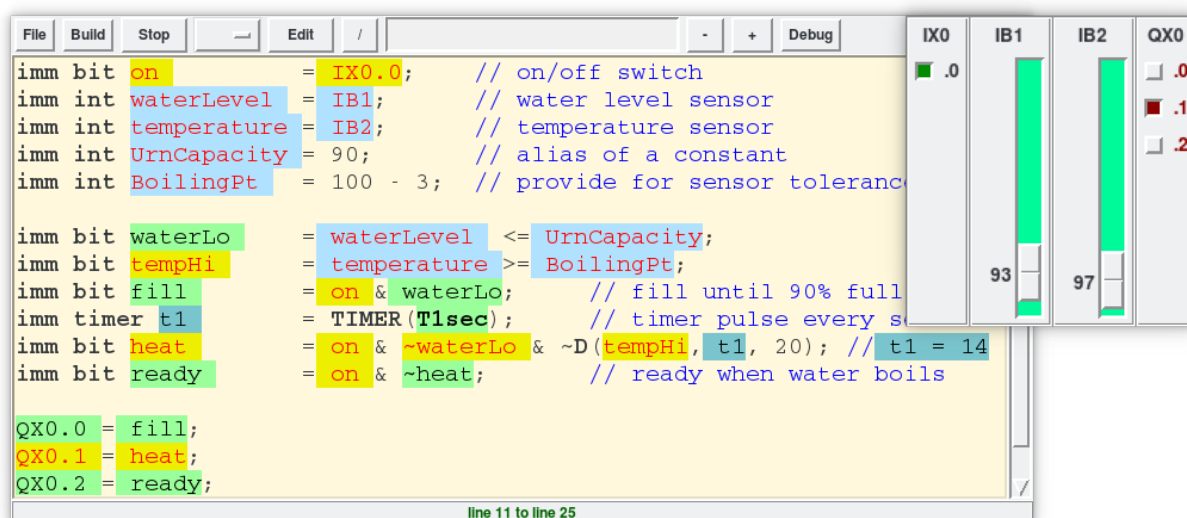 File Build Stop Edit / - + Debug
imm bit on = IX0.0; // on/off switch
imm int waterLevel = IB1; // water level sensor
imm int temperature = IB2; // temperature sensor
imm int UrnCapacity = 90; // alias of a constant
imm int BoilingPt = 100 - 3; // provide for sensor
imm bit waterLo = waterLevel <= UrnCapacity;
imm bit tempHi = temperature >= BoilingPt;
imm bit fill = on & waterLo; // fill until 90% full
imm timer t1 = TIMER(T1sec); // timer pulse every
imm bit heat = on & ~waterLo & ~D(tempHi, t1, 20); // t1 = 14
imm bit ready = on & ~heat; // ready when water boils
QX0.0 = fill;
QX0.1 = heat;
QX0.2 = ready;
line 11 to line 25
IX0 IB1 IB2 QX0
.0 .0
.1
.2
93 97